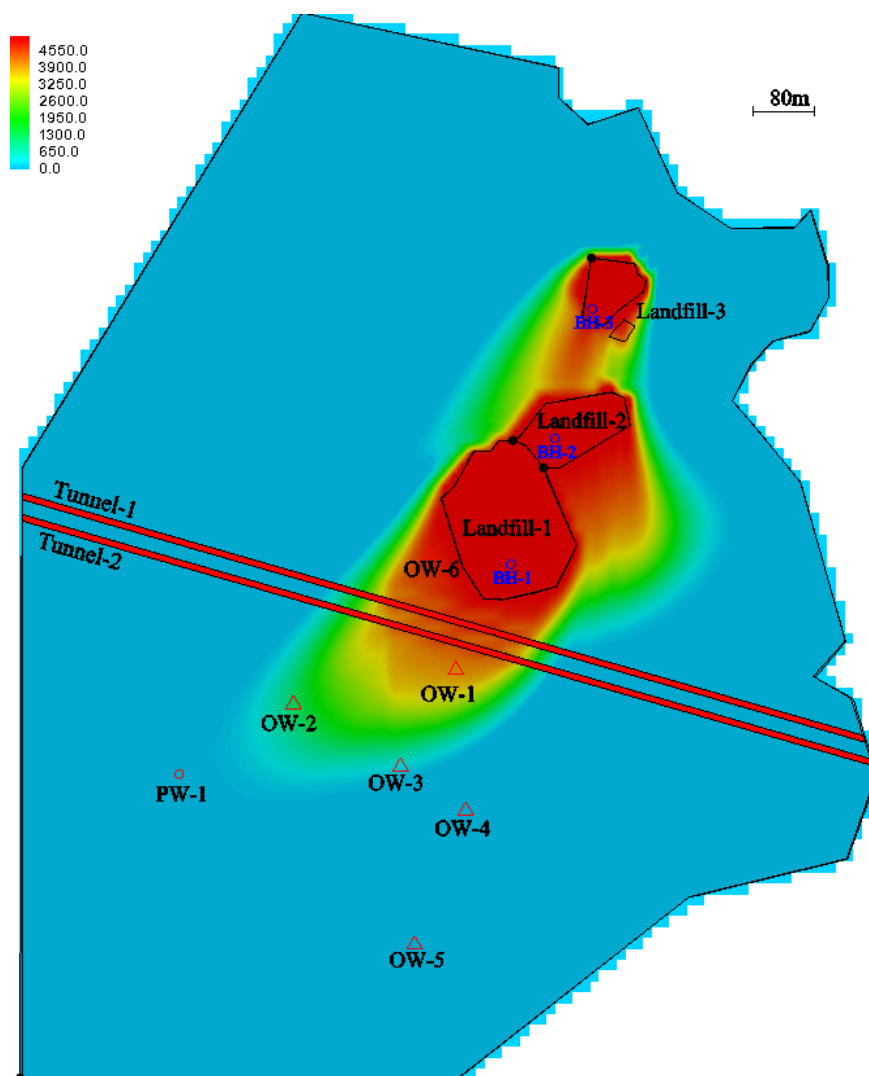 4550.0
3900.0
3250.0
2600.0
1950.0
1300.0
650.0
0.0
80m
BH-3
Landfill-3
Landfill-2
BH-2
Tunnel-1
Landfill-1
Tunnel-2
OW-6
BH-1
OW-1
OW-2
OW-3
PW-1
OW-4
OW-5